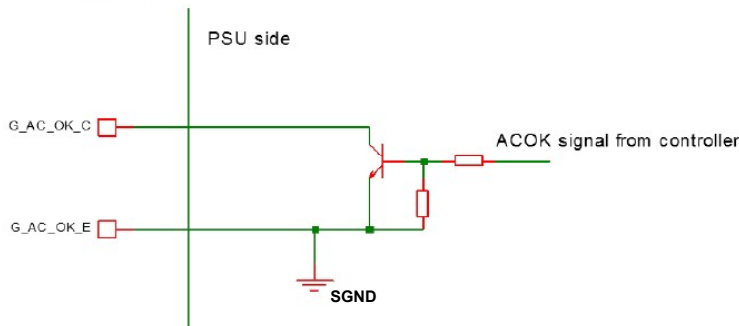 PSU side
G_AC_OK_C
ACOK signal from controller
G_AC_OK_E
SGND